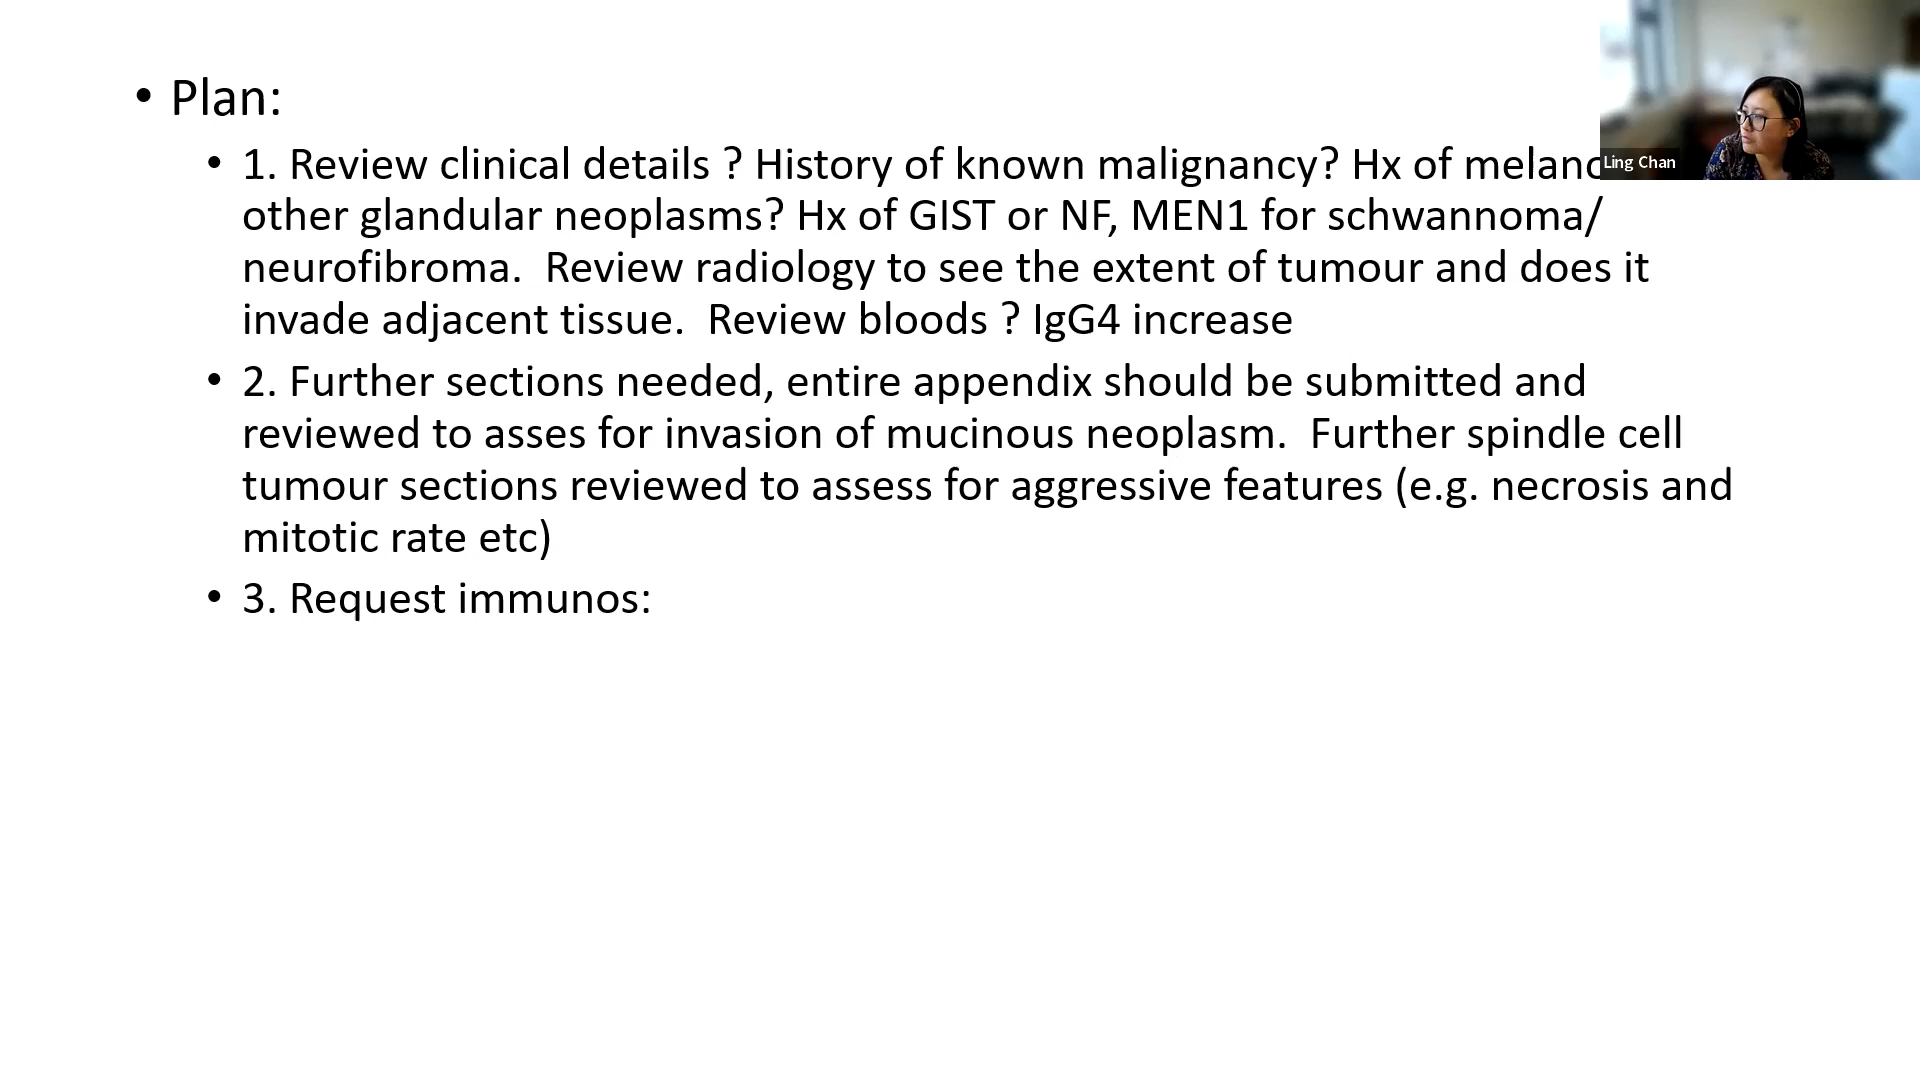 • Plan:
• 1. Review clinical details ? History of known malignancy? Hx of
Ling Chan
other glandular neoplasms? Hx of GIST or NF, MEN1 for schwannoma/
neurofibroma.  Review radiology to see the extent of tumour and does it
invade adjacent tissue.  Review bloods ? IgG4 increase
• 2. Further sections needed, entire appendix should be submitted and
reviewed to asses for invasion of mucinous neoplasm.  Further spindle cell
tumour sections reviewed to assess for aggressive features (e.g. necrosis and
mitotic rate etc)
• 3. Request immunos: